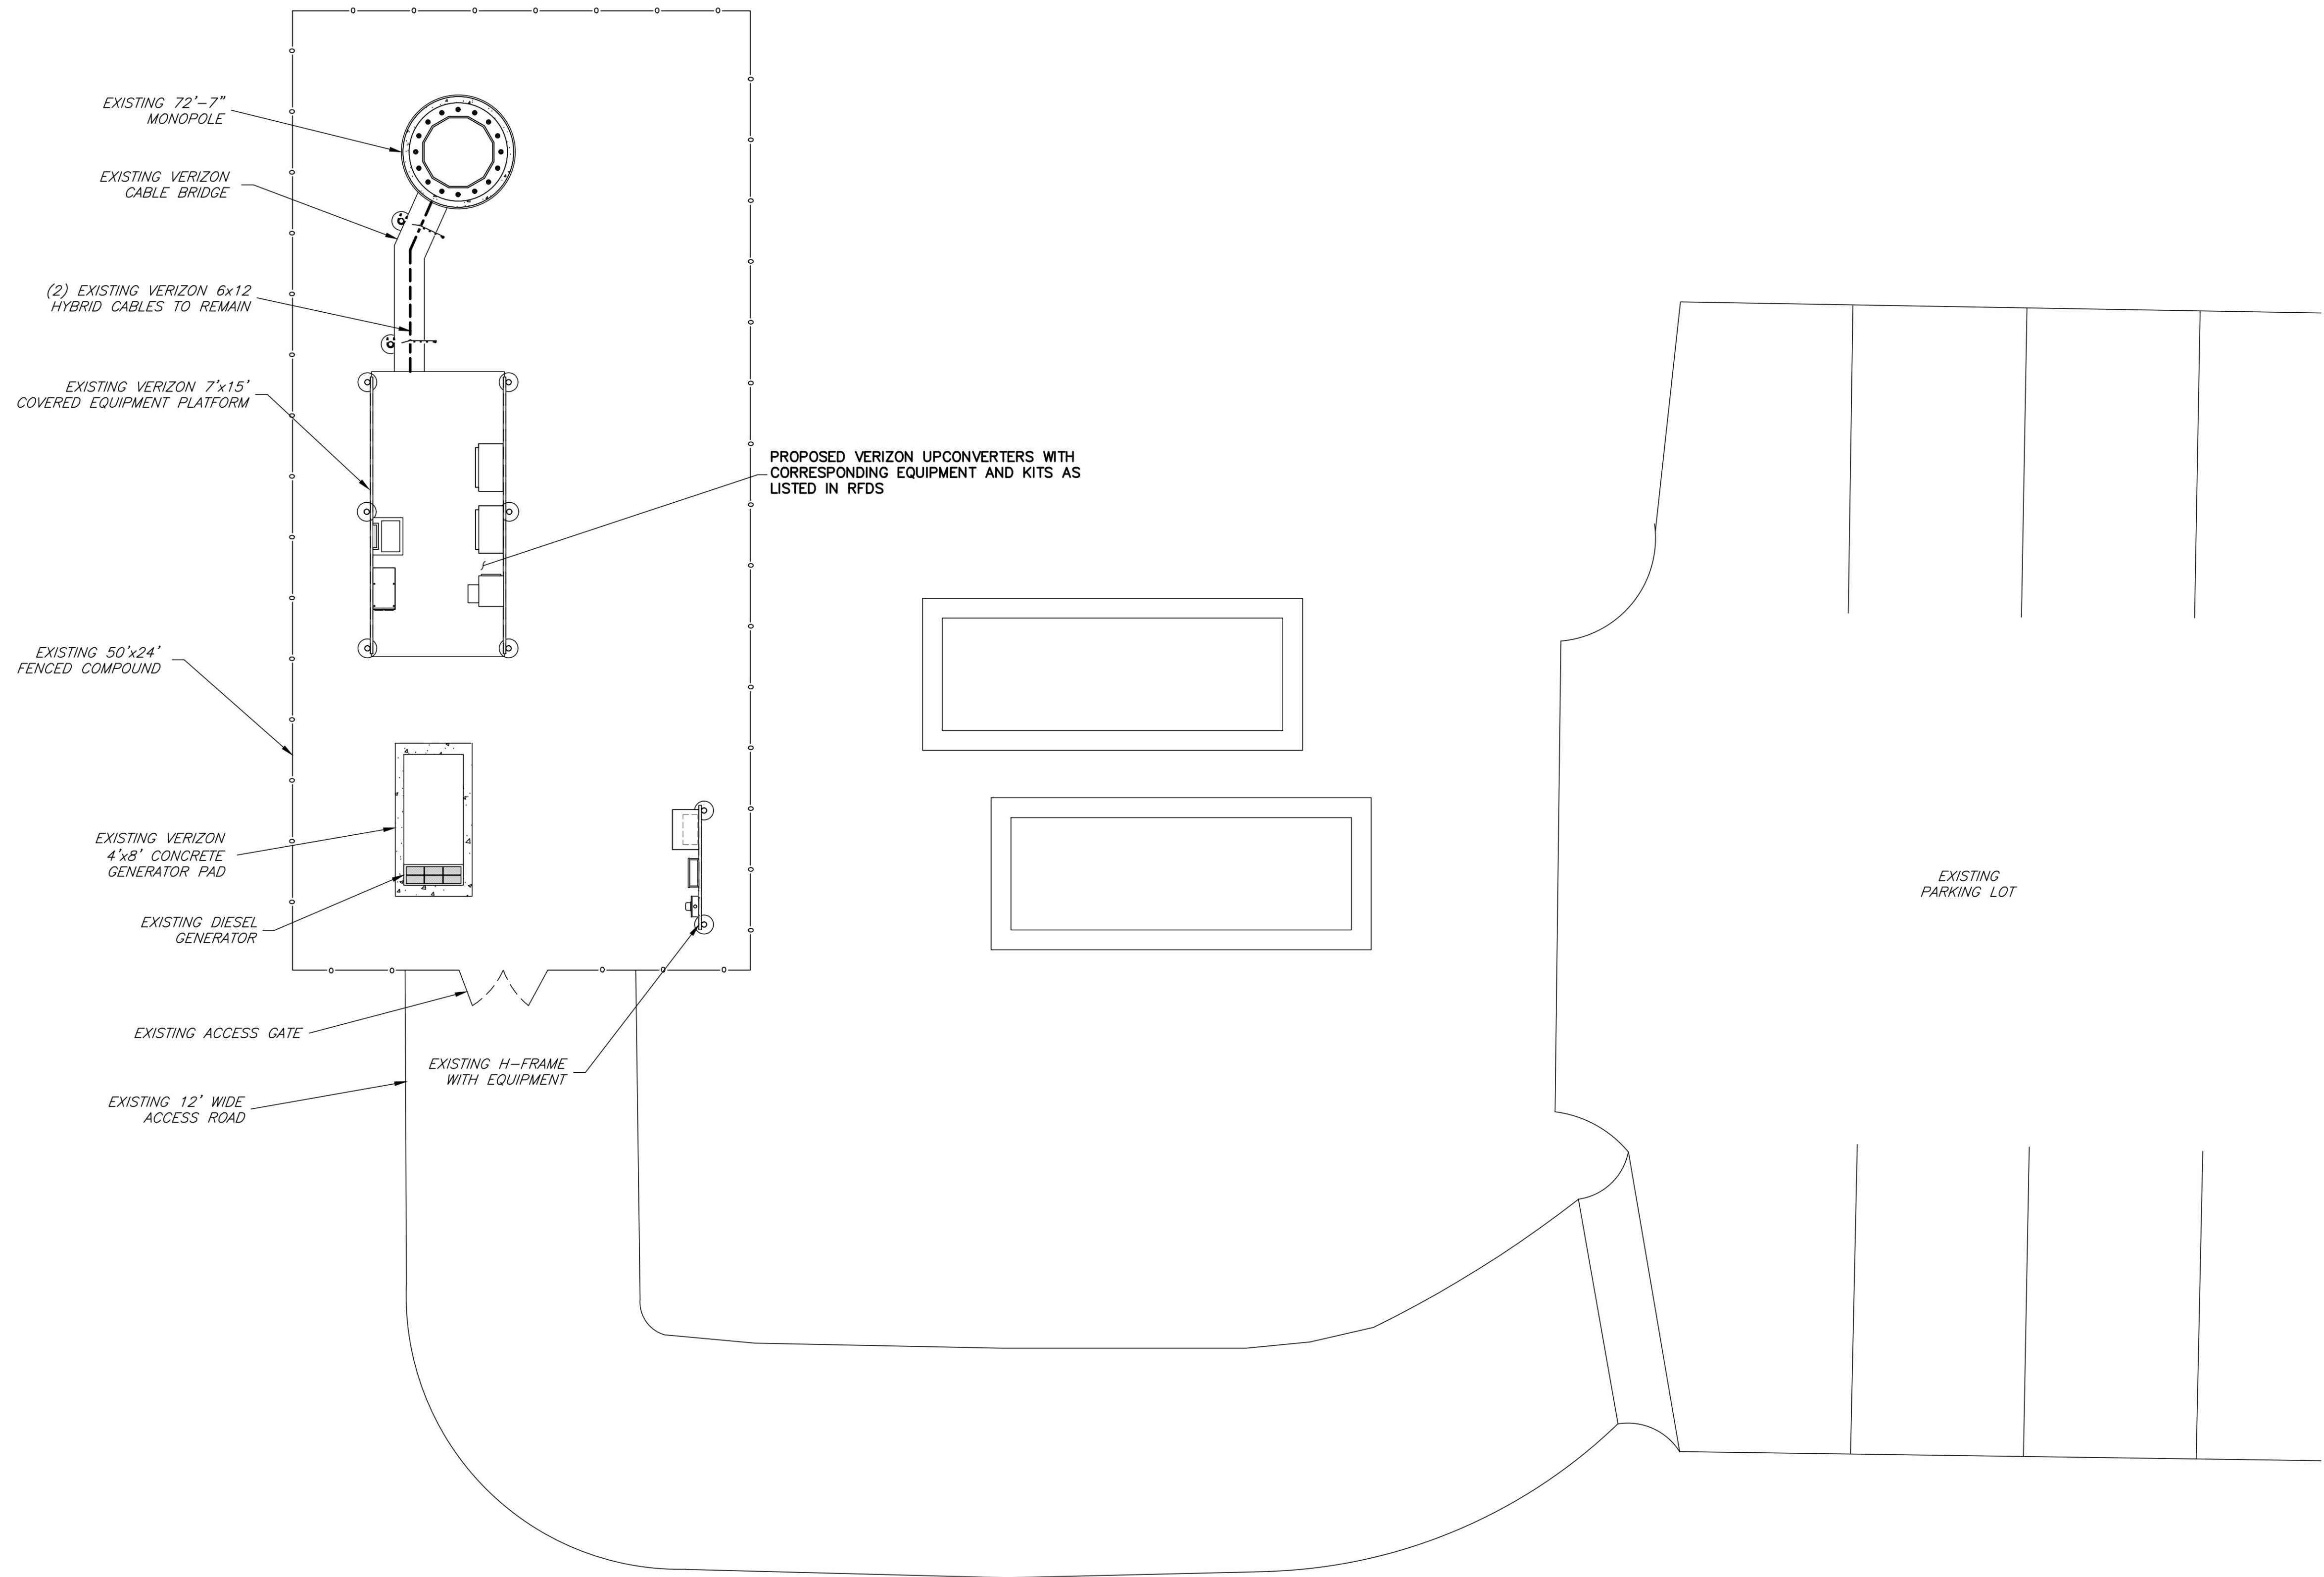 EXISTING 72'-7"
MONOPOLE
EXISTING VERIZON
CABLE BRIDGE
(2) EXISTING VERIZON 6x12
HYBRID CABLES TO REMAIN
EXISTING VERIZON 7'x15'
COVERED EQUIPMENT PLATFORM
PROPOSED VERIZON UPCONVERTERS WITH
CORRESPONDING EQUIPMENT AND KITS AS
LISTED IN RFDS
EXISTING 50'x24'
FENCED COMPOUND
EXISTING VERIZON
4'x8' CONCRETE
GENERATOR PAD
EXISTING DIESEL
GENERATOR
EXISTING
PARKING LOT
EXISTING ACCESS GATE
EXISTING H-FRAME
WITH EQUIPMENT
EXISTING 12' WIDE
ACCESS ROAD